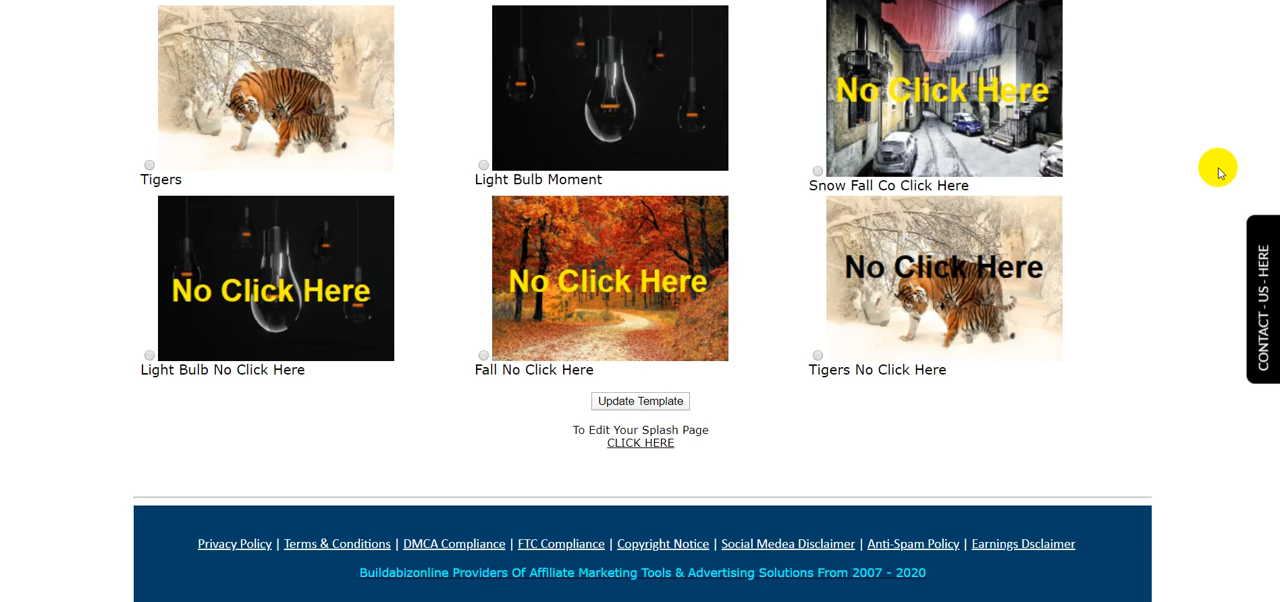 No Click Here
Tigers
Light Bulb Moment
Snow Fall Co Click Here
No Click Here
No Click Here
No Click Here
Light Bulb No Click Here
Fall No Click Here
Tigers No Click Here
Update Template
To Edit Your Splash Page
CLICK HERE
CONTACT - US - HERE
Privacy Policy | Terms & Conditions | DMCA Compliance | FTC Compliance | Copyright Notice | Social Medea Disclaimer | Anti-Spam Policy | Earnings Dsclaimer
Buildabizonline Providers Of Affiliate Marketing Tools & Advertising Solutions From 2007 - 2020